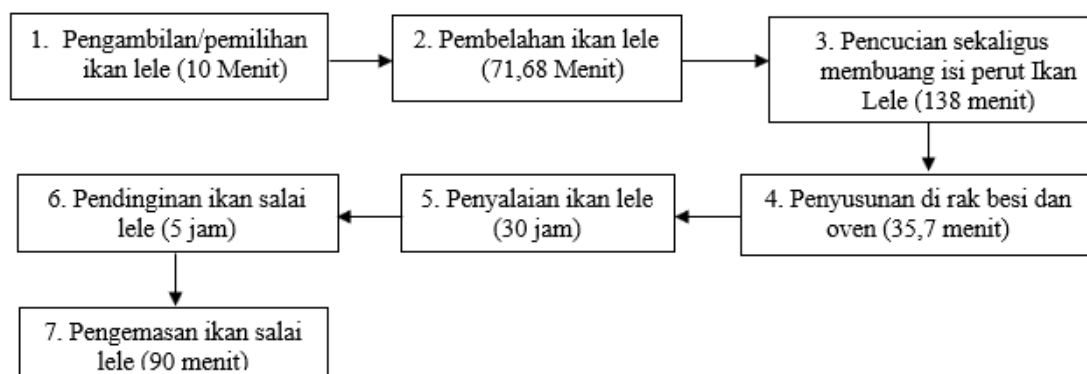 1. Pengambilan/pemilihan
ikan lele (10 Menit)
2. Pembelahan ikan lele
(71,68 Menit)
3. Pencucian sekaligus
membuang isi perut Ikan
Lele (138 menit)
4. Penyusunan di rak besi dan
oven (35,7 menit)
5. Penyalaian ikan lele
(30 jam)
6. Pendinginan ikan salai
lele (5 jam)
7. Pengemasan ikan salai
lele (90 menit)